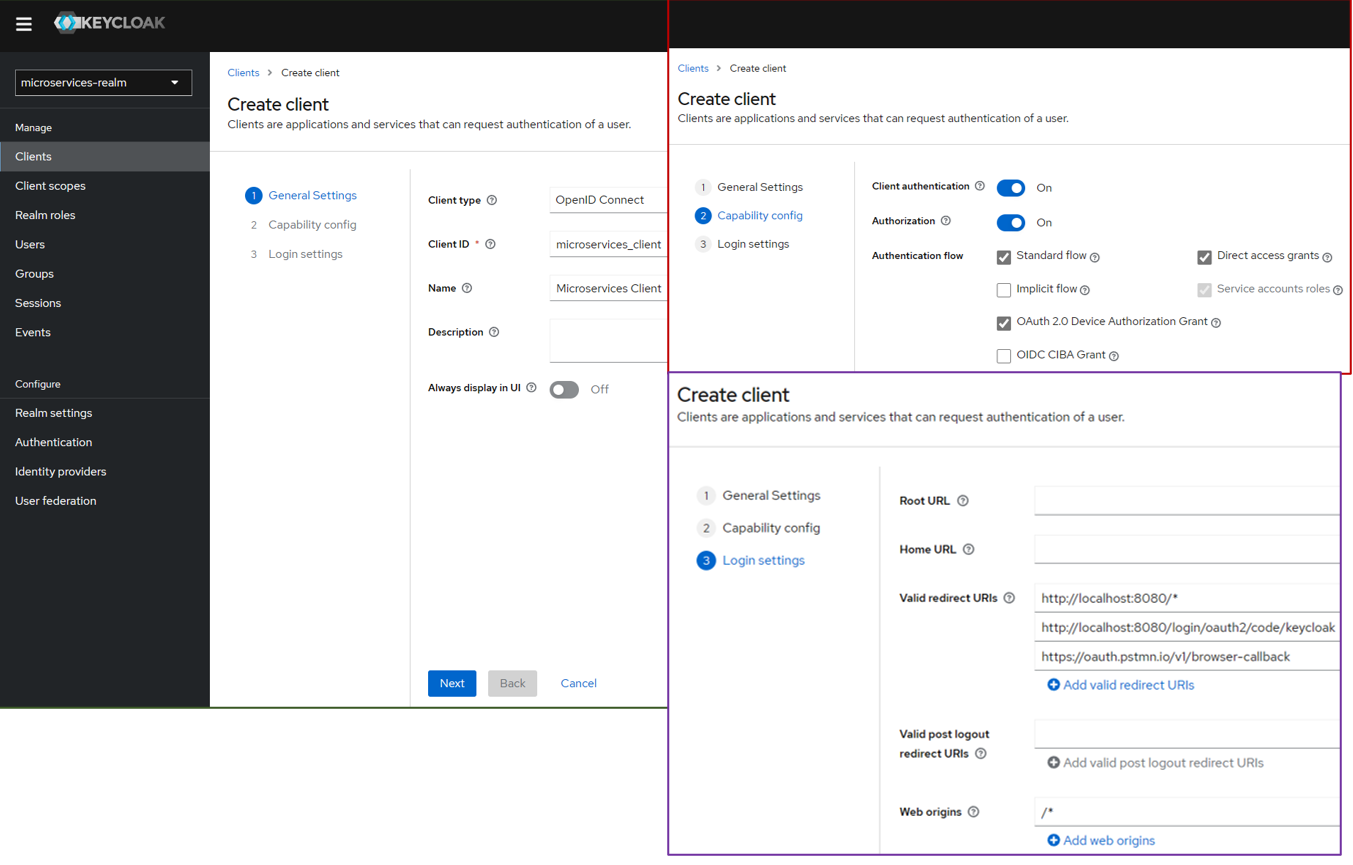 KEYCLOAK
microservices-realm
Manage
Clients
Client scopes
Realm roles
Users
Groups
Sessions
Events
Configure
Realm settings
Authentication
Identity providers
User federation
Clients > Create client
Create client
Clients are applications and services that can request authentication of a user.
1 General Settings
2 Capability config
3 Login settings
Client type OpenID Connect
Client ID * microservices_client
Name Microservices Client
Description
Always display in UI Off
Next Back Cancel
Clients > Create client
Create client
Clients are applications and services that can request authentication of a user.
1 General Settings
2 Capability config
3 Login settings
Client authentication On
Authorization On
Authentication flow
Standard flow Direct access grants
Implicit flow Service accounts roles
OAuth 2.0 Device Authorization Grant
OIDC CIBA Grant
Create client
Clients are applications and services that can request authentication of a user.
1 General Settings
2 Capability config
3 Login settings
Root URL
Home URL
Valid redirect URIs http://localhost:8080/*
http://localhost:8080/login/oauth2/code/keycloak
https://oauth.pstmn.io/v1/browser-callback
Add valid redirect URIs
Valid post logout
redirect URIs
Add valid post logout redirect URIs
Web origins /*
Add web origins